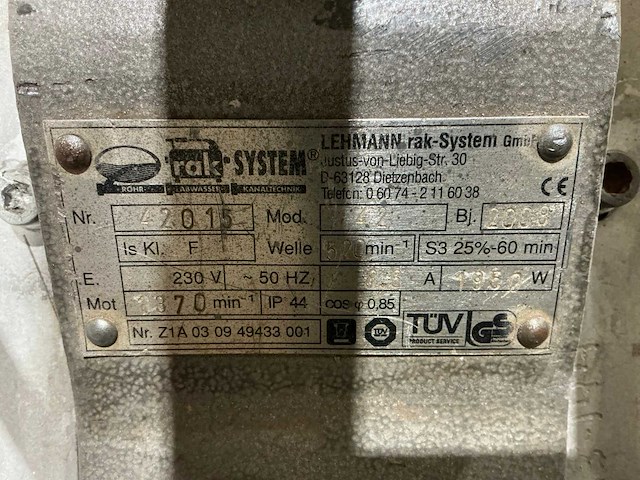 rak-SYSTEM®
ROHR- ABWASSER- KANALTECHNIK
LEHMANN rak-System GmbH
Justus-von-Liebig-Str. 30
D-63128 Dietzenbach
Telefon: 0 60 74 - 2 11 60 38
CE
Nr. 42015 Mod. Bj.
Is Kl. F Welle min⁻¹ S3 25%-60 min
E. 230 V ~ 50 HZ A W
Mot 1370 min⁻¹ IP 44 cos φ 0,85
Nr. Z1A 03 09 49433 001 TÜV TÜV PRODUCT SERVICE GS